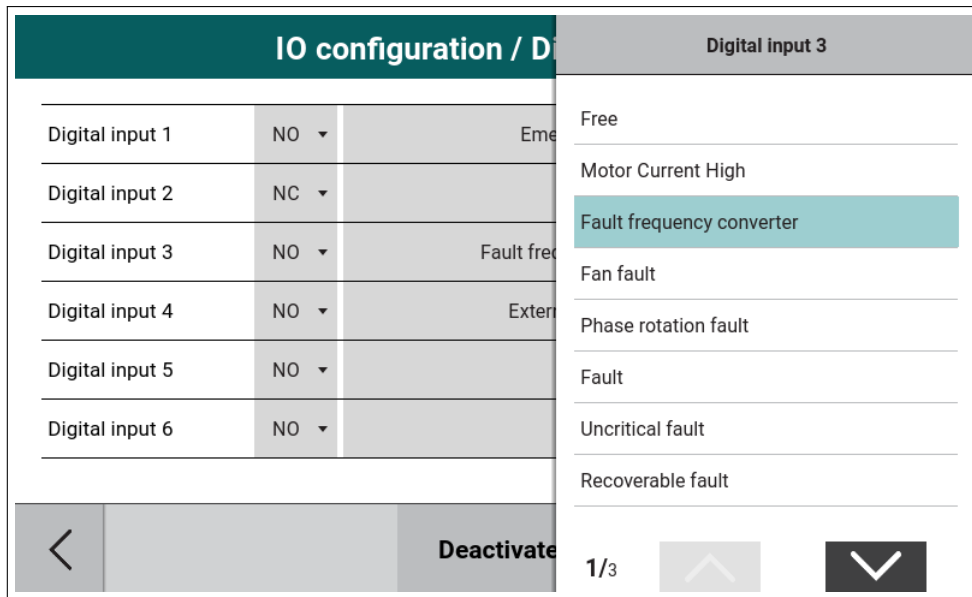 IO configuration / Di
Digital input 1 NO Eme
Digital input 2 NC
Digital input 3 NO Fault freq
Digital input 4 NO Extern
Digital input 5 NO
Digital input 6 NO
Deactivate
Digital input 3
Free
Motor Current High
Fault frequency converter
Fan fault
Phase rotation fault
Fault
Uncritical fault
Recoverable fault
1/3